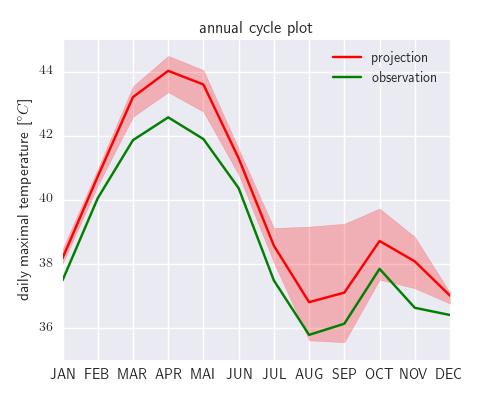 annual cycle plot
projection
observation
daily maximal temperature [°C]
44
42
40
38
36
JAN FEB MAR APR MAI JUN JUL AUG SEP OCT NOV DEC